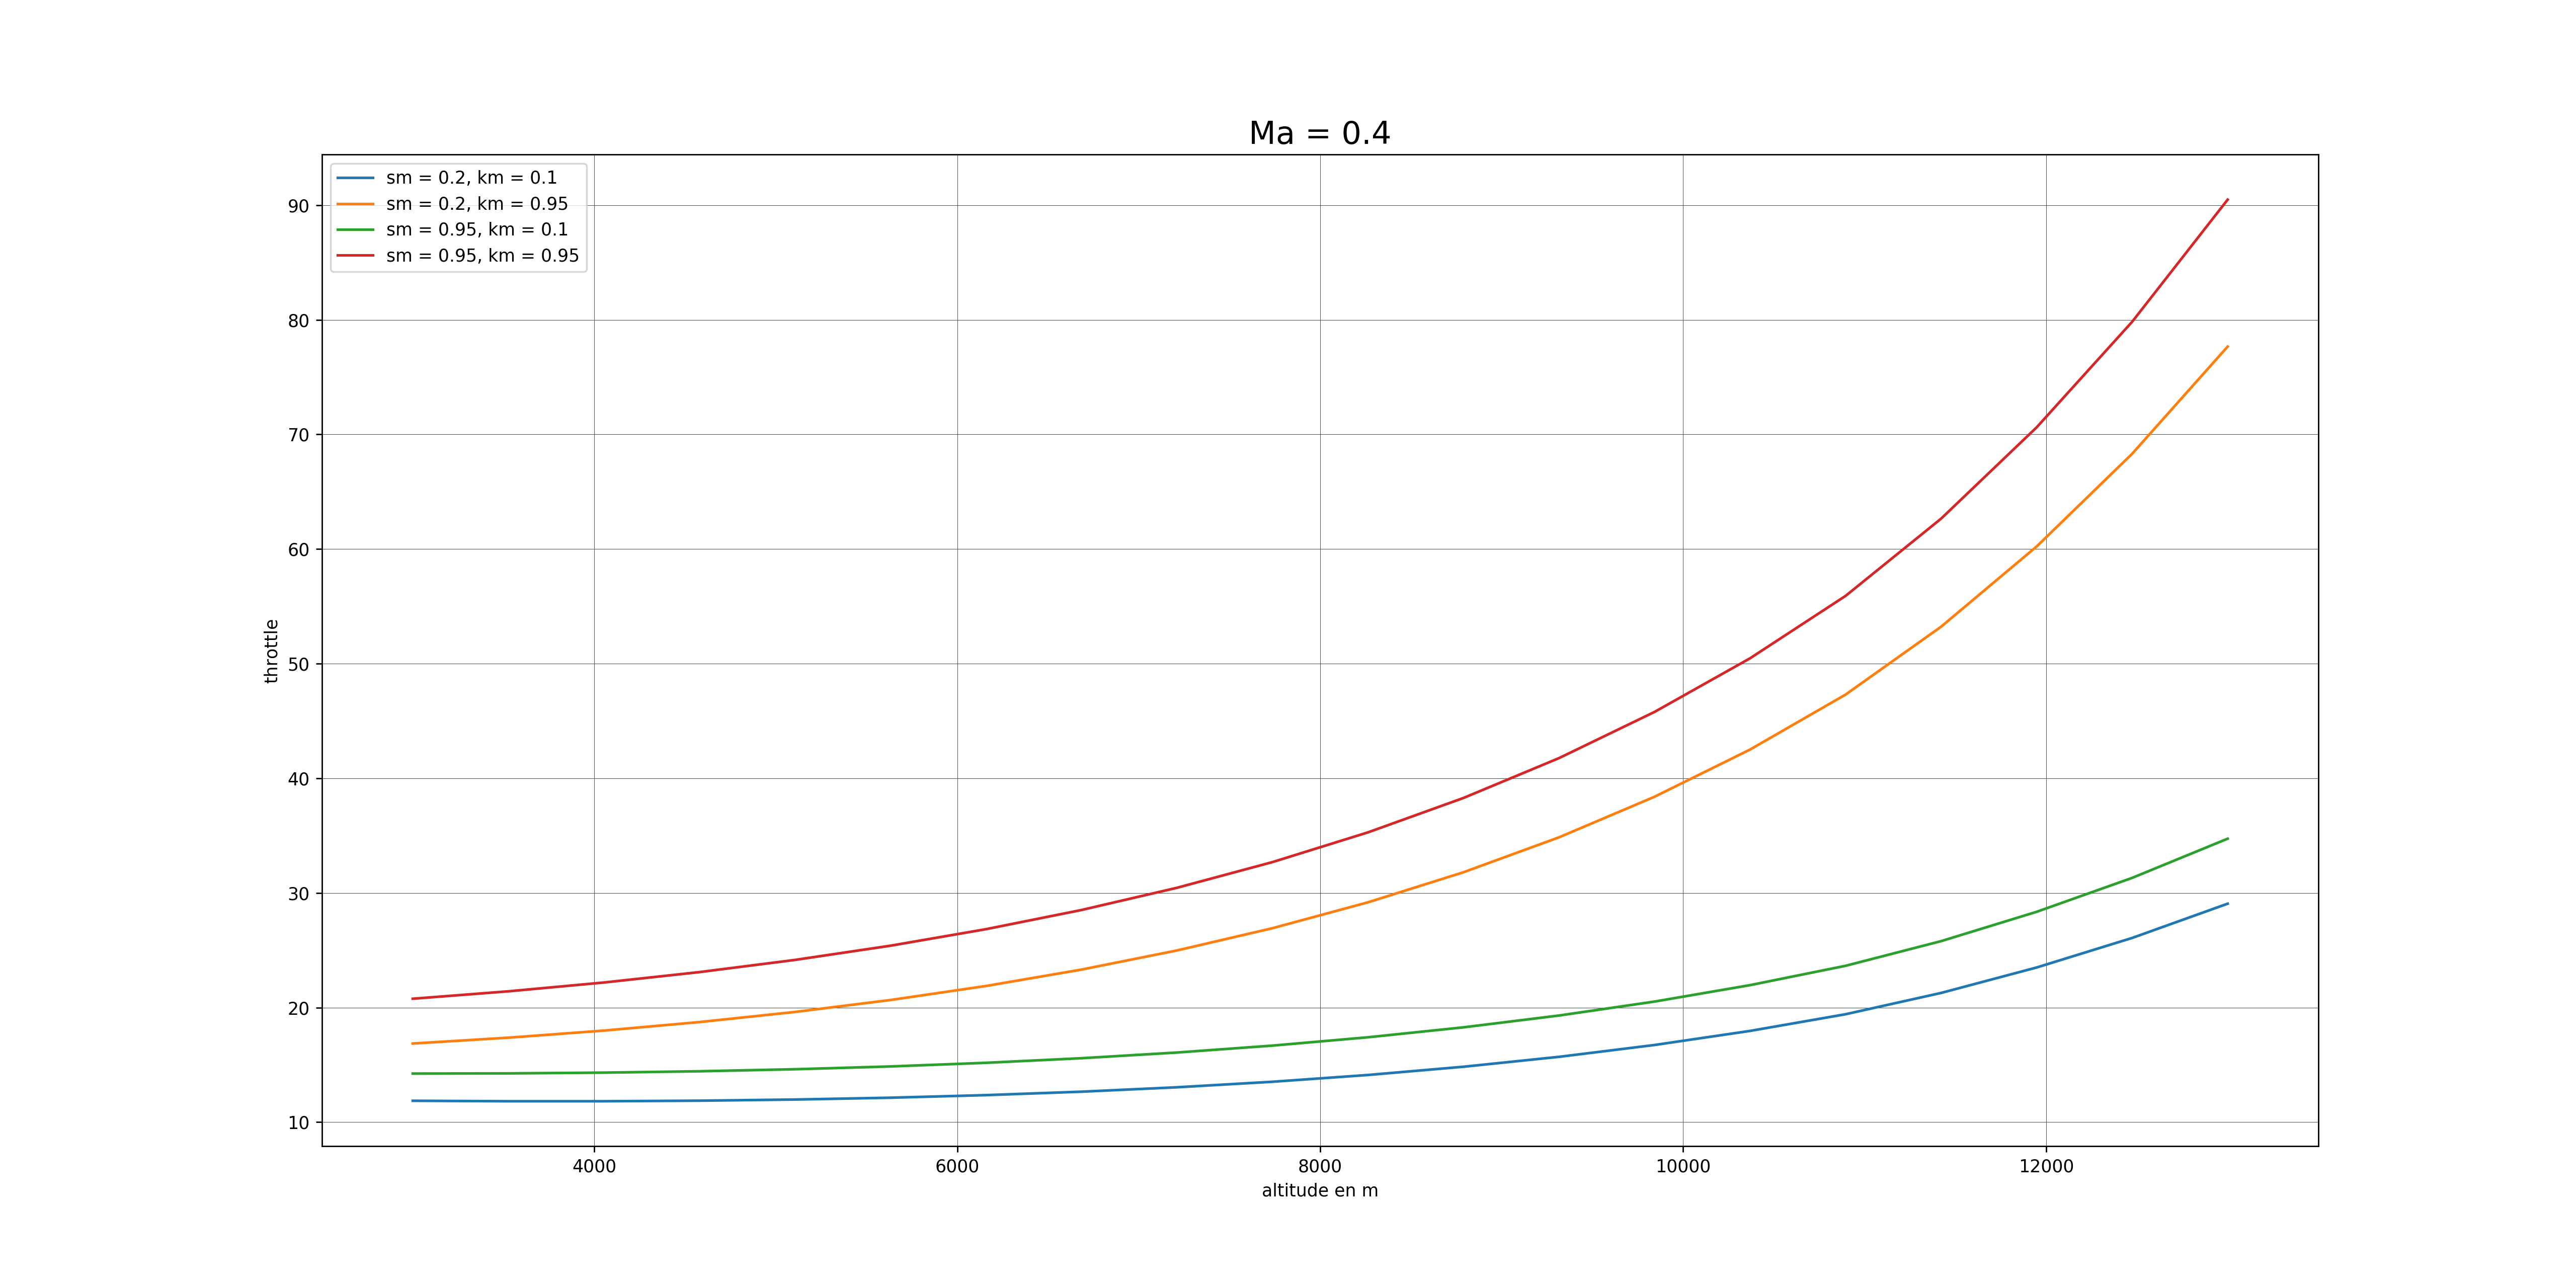 Ma = 0.4
sm = 0.2, km = 0.1
sm = 0.2, km = 0.95
sm = 0.95, km = 0.1
sm = 0.95, km = 0.95
90
80
70
60
50
40
30
20
10
throttle
4000 6000 8000 10000 12000
altitude en m